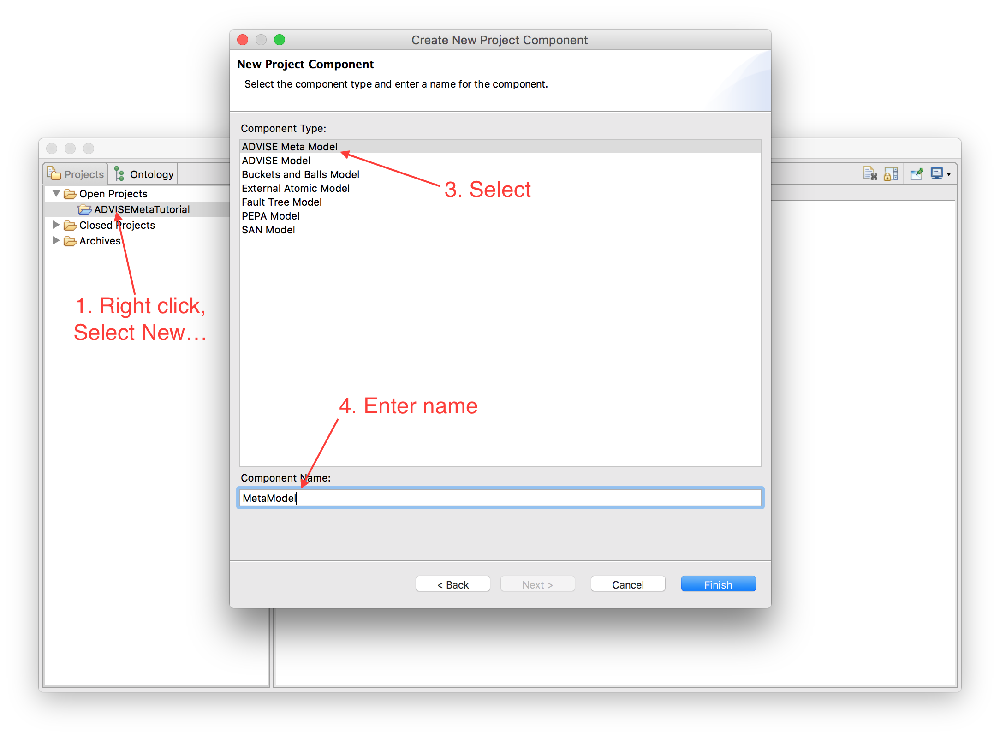 Create New Project Component
New Project Component
Select the component type and enter a name for the component.
Component Type:
ADVISE Meta Model
ADVISE Model
Buckets and Balls Model
External Atomic Model
Fault Tree Model
PEPA Model
SAN Model
3. Select
Projects
Ontology
Open Projects
ADVISEMetaTutorial
Closed Projects
Archives
1. Right click,
Select New…
4. Enter name
Component Name:
MetaModel
< Back
Next >
Cancel
Finish